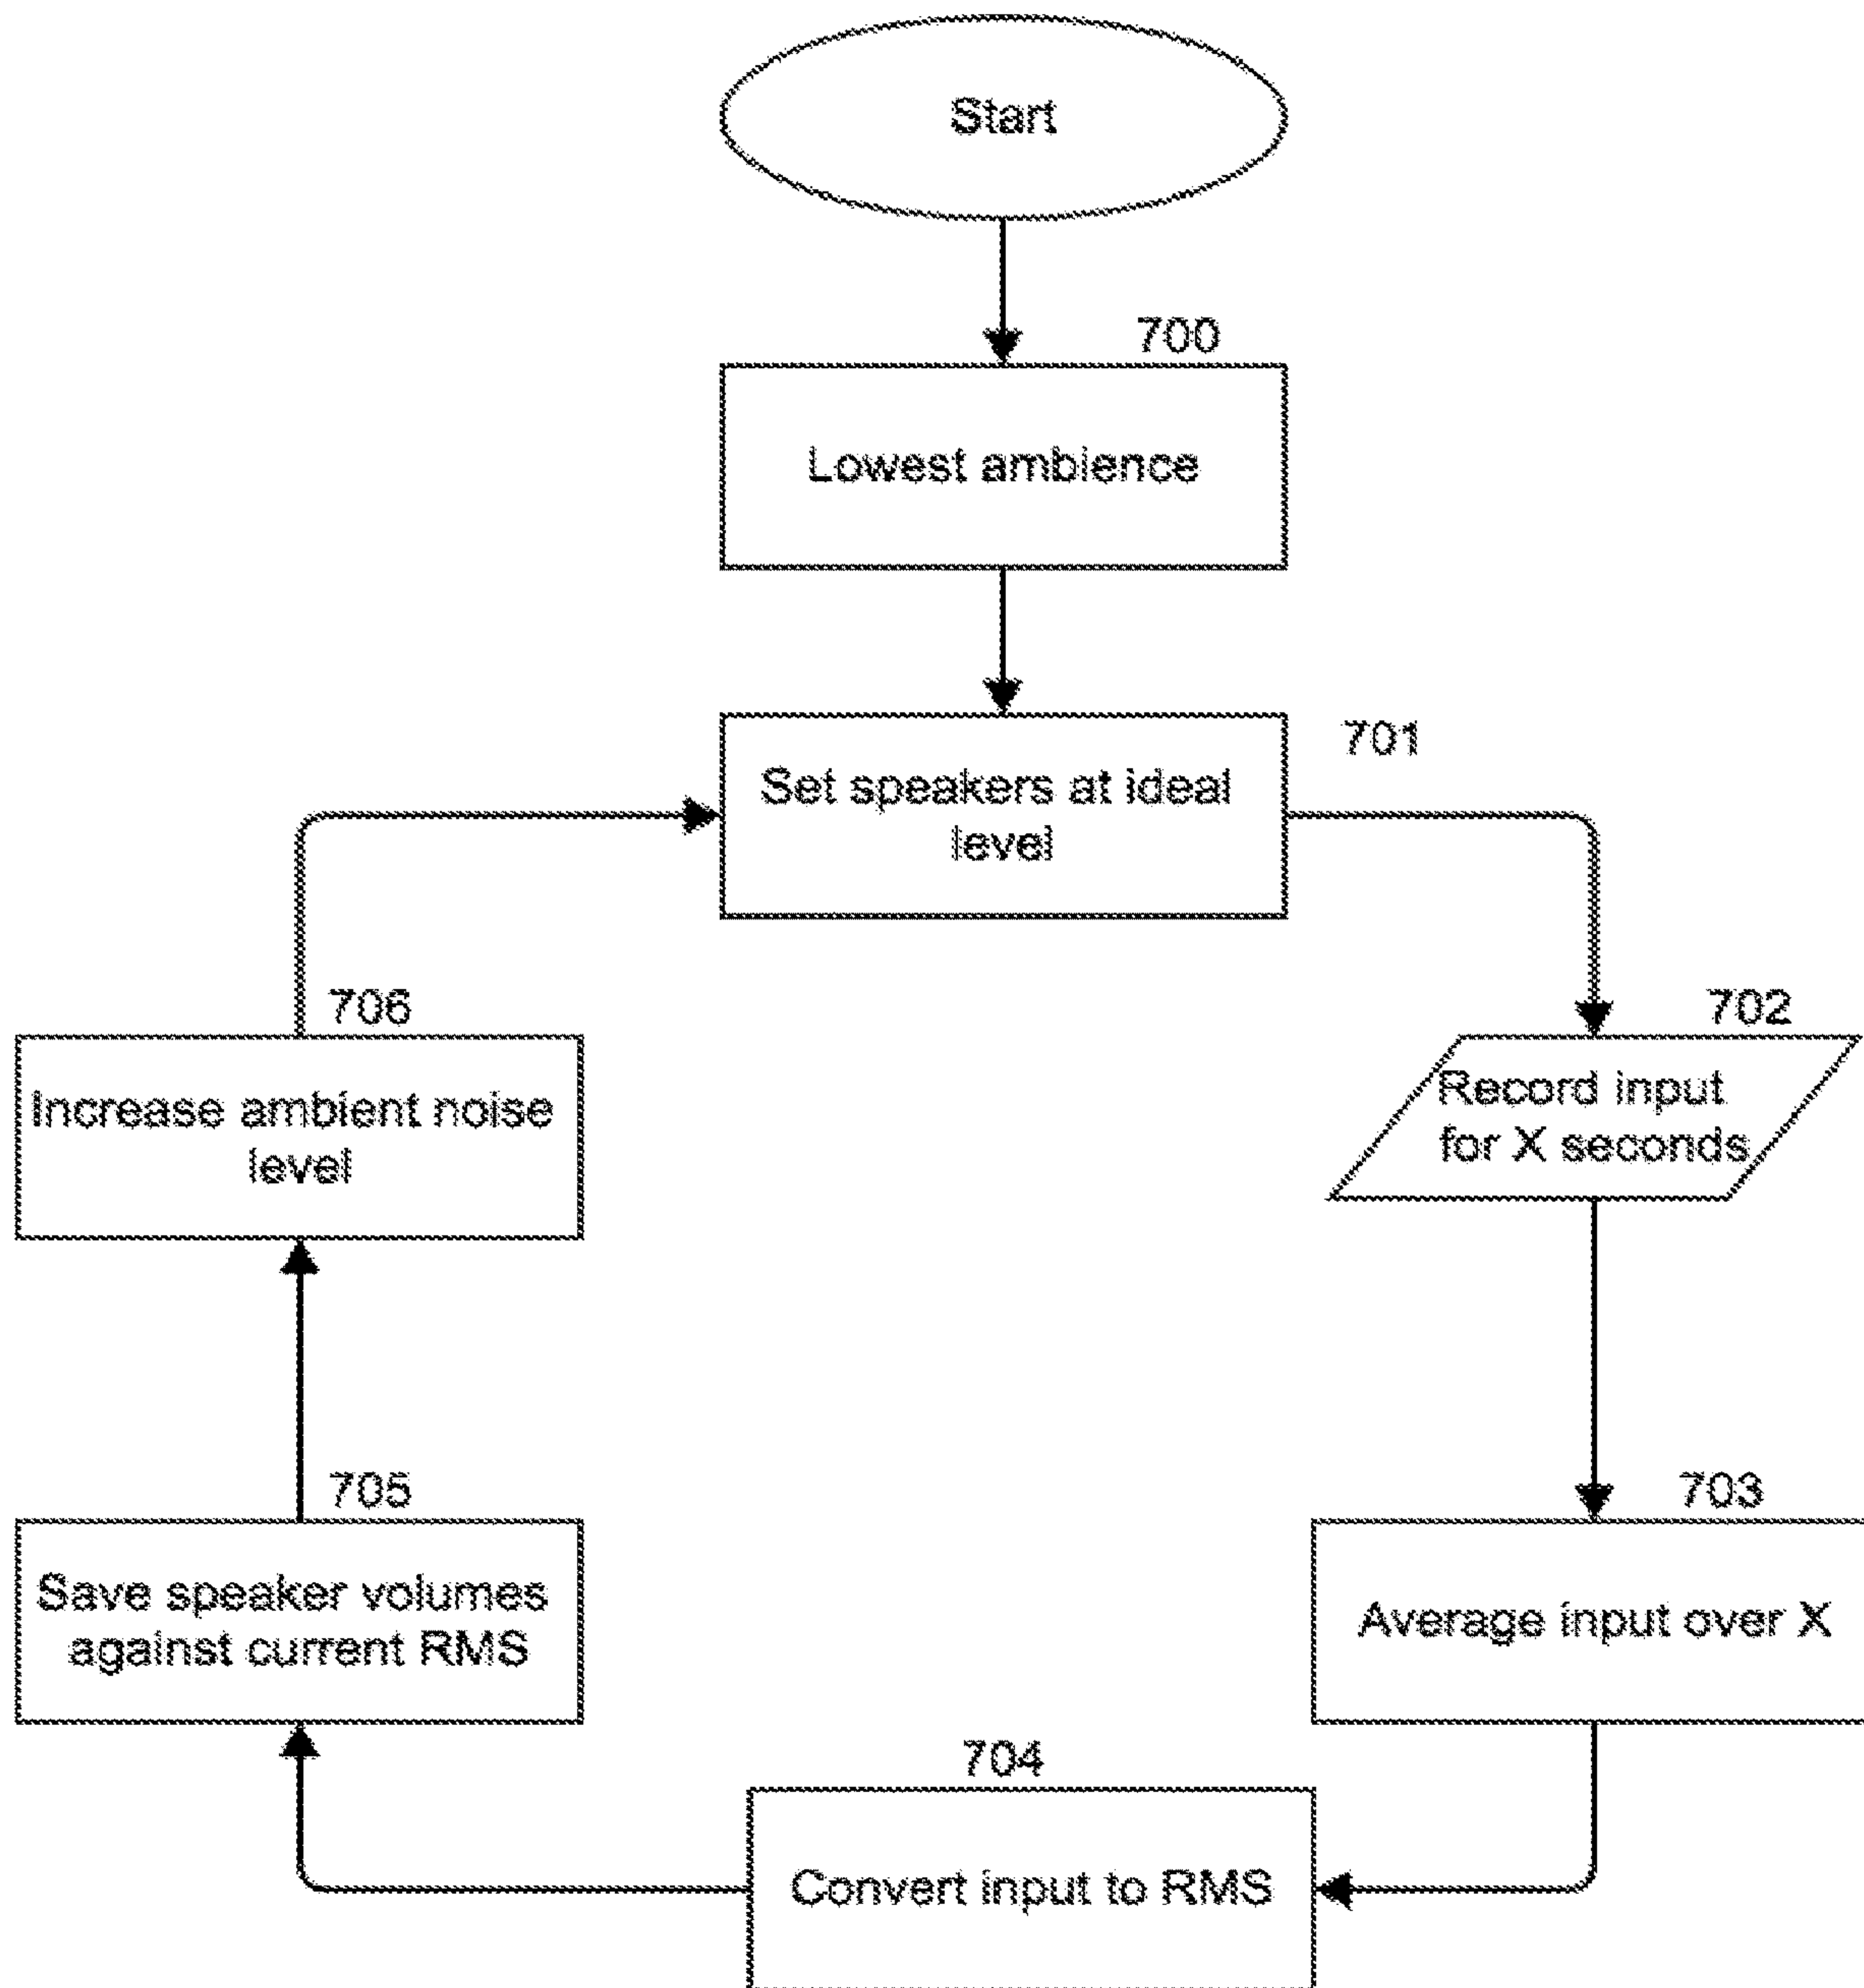 Start
700
Lowest ambience
701
Set speakers at ideal
level
702
Record input
for X seconds
703
Average input over X
704
Convert input to RMS
705
Save speaker volumes
against current RMS
706
Increase ambient noise
level